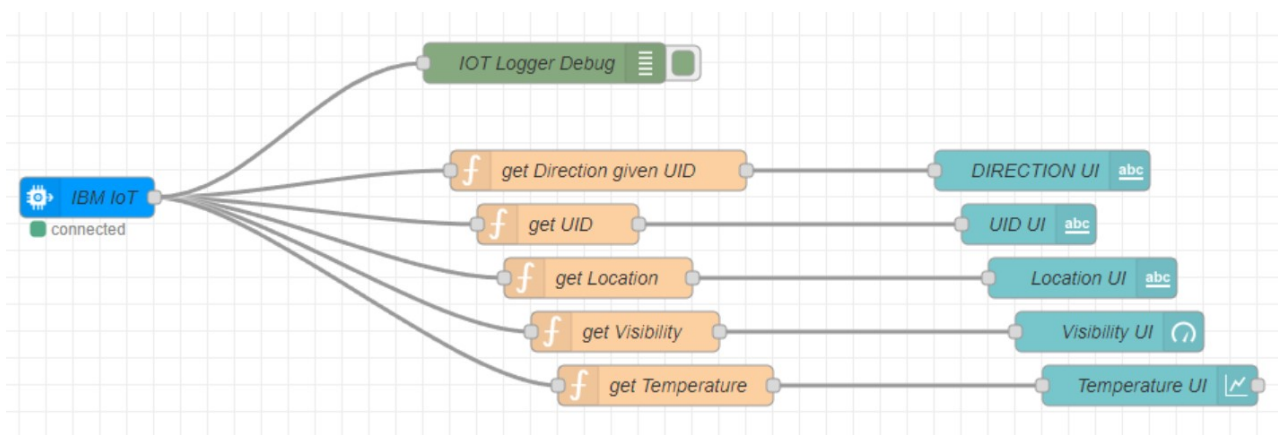 IOT Logger Debug
get Direction given UID
DIRECTION UI abc
IBM IoT
connected
get UID
UID UI abc
get Location
Location UI abc
get Visibility
Visibility UI
get Temperature
Temperature UI